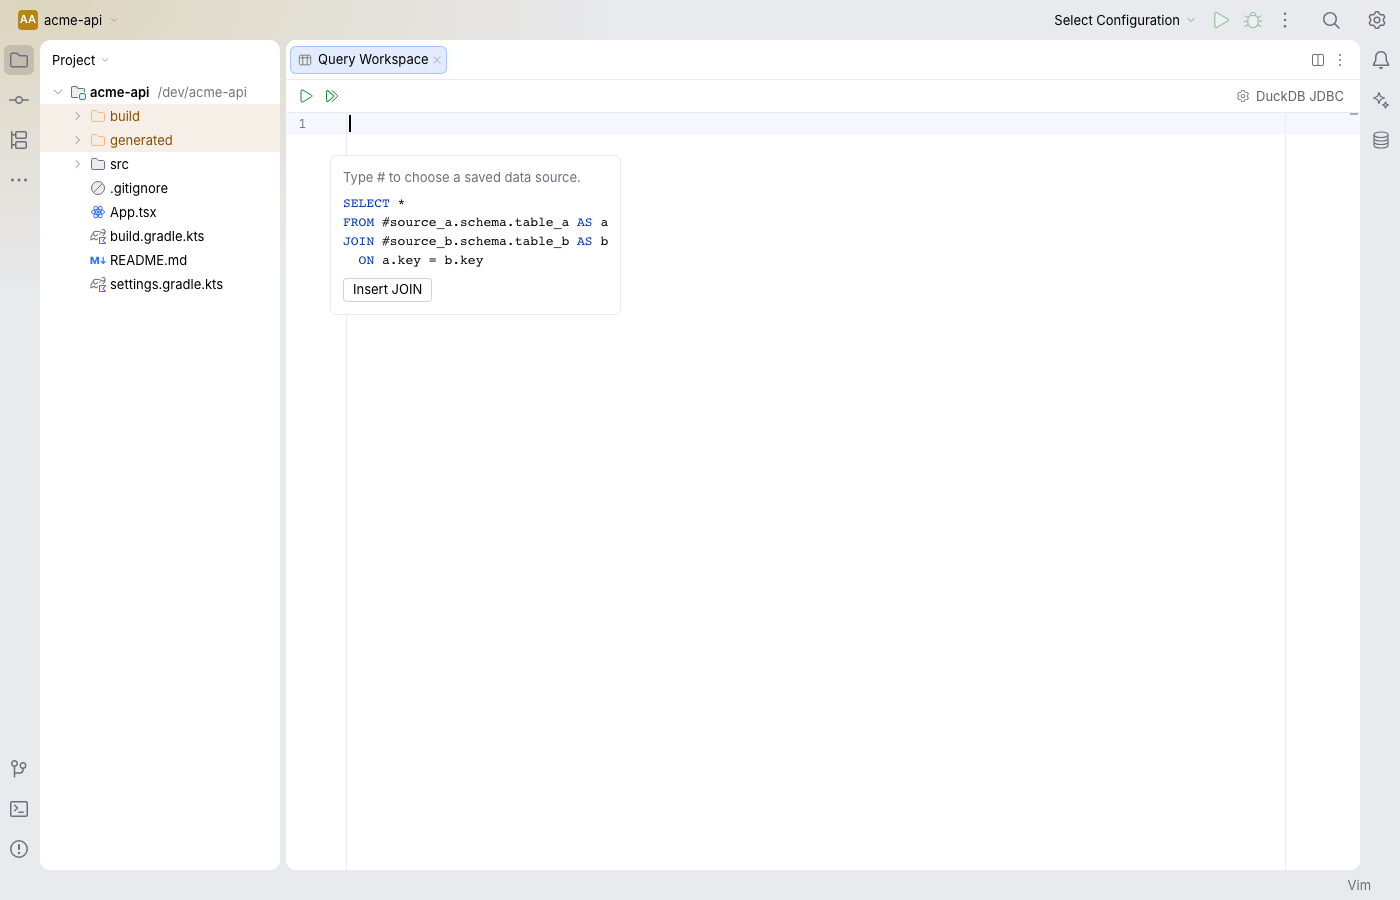 AA acme-api
Select Configuration
Project
Query Workspace
acme-api /dev/acme-api
build
generated
src
.gitignore
App.tsx
build.gradle.kts
M↓ README.md
settings.gradle.kts
DuckDB JDBC
1
Type # to choose a saved data source.
SELECT *
FROM #source_a.schema.table_a AS a
JOIN #source_b.schema.table_b AS b
ON a.key = b.key
Insert JOIN
Vim